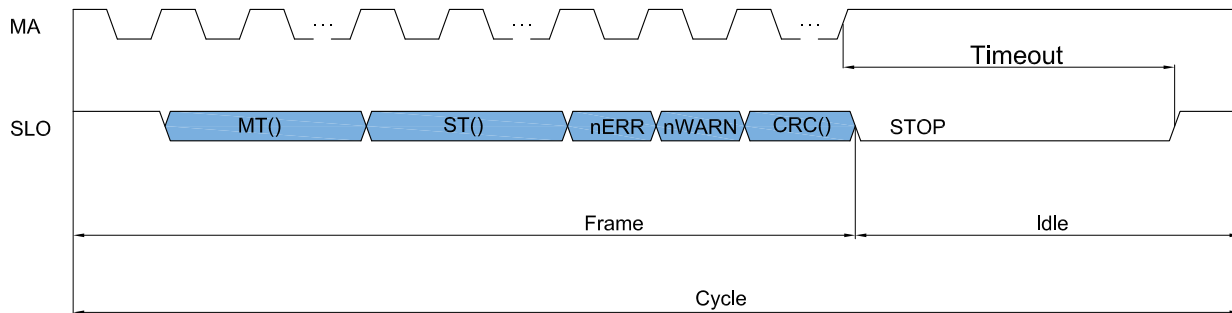 MA
... ... ...
Timeout
SLO MT() ST() nERR nWARN CRC() STOP
Frame Idle
Cycle